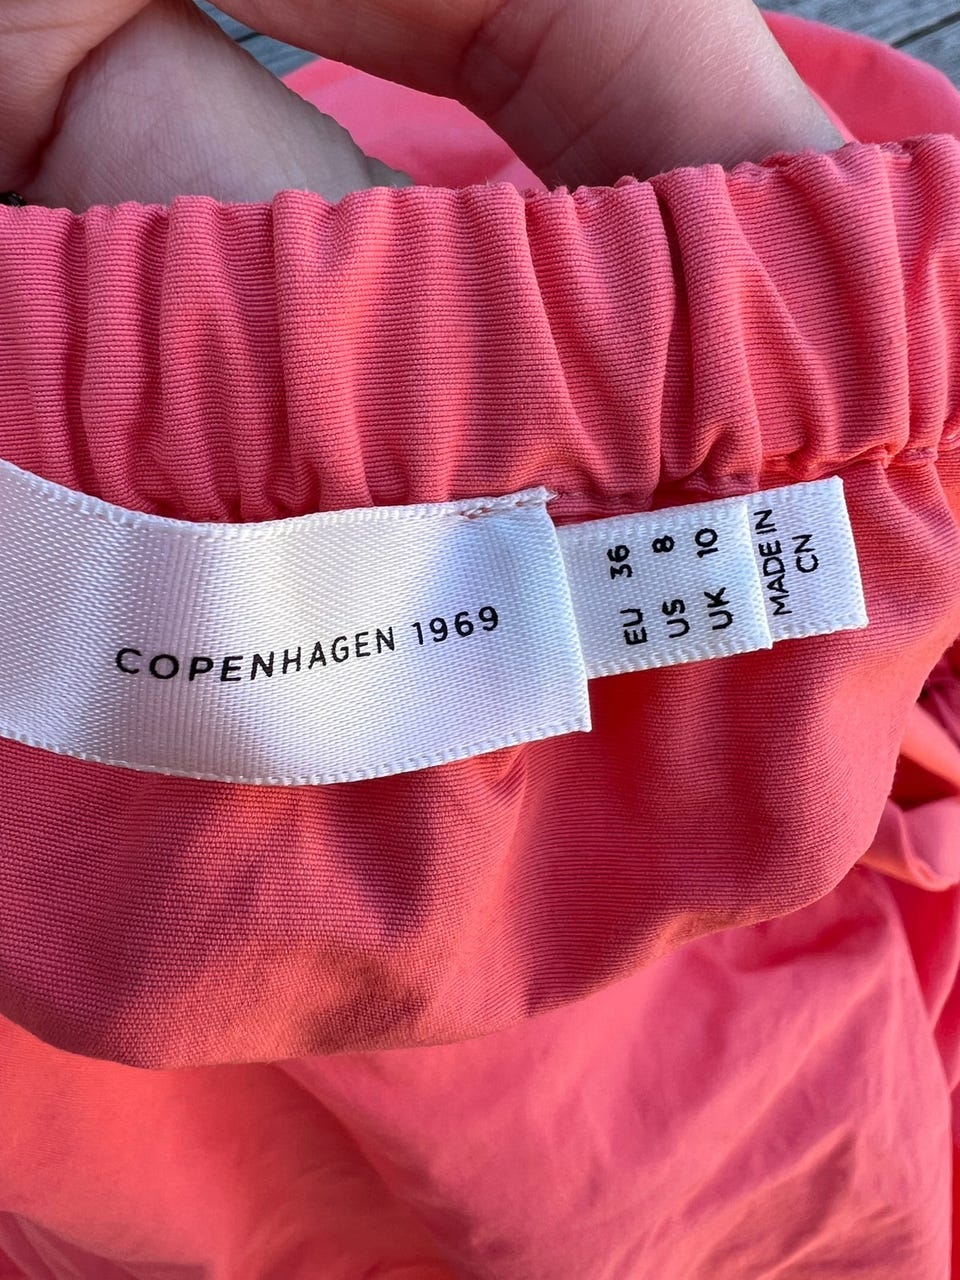 COPENHAGEN 1969
EU 36
US 8
UK 10
MADE IN
CN